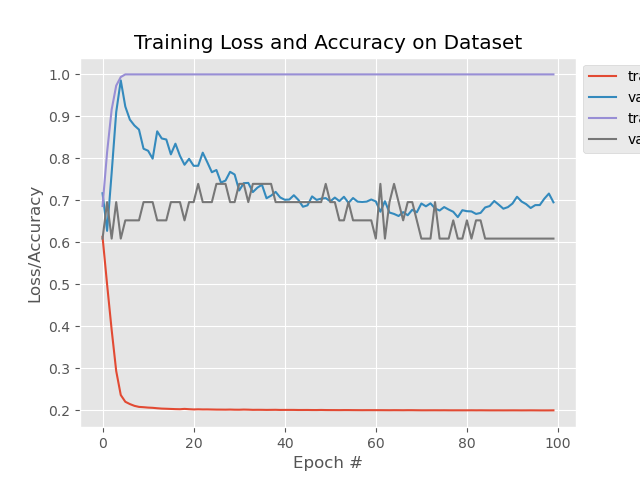 Training Loss and Accuracy on Dataset
Loss/Accuracy
1.0
0.9
0.8
0.7
0.6
0.5
0.4
0.3
0.2
0 20 40 60 80 100
Epoch #
tra
va
tra
va